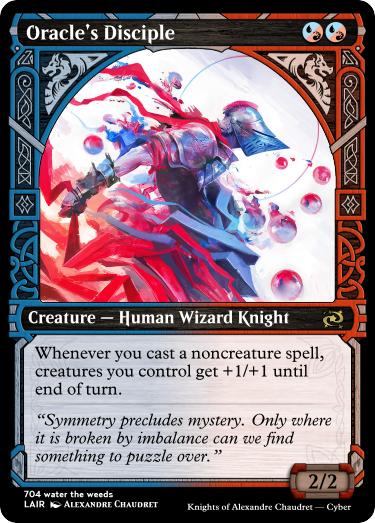 Oracle's Disciple
Creature — Human Wizard Knight
Whenever you cast a noncreature spell,
creatures you control get +1/+1 until
end of turn.
“Symmetry precludes mystery. Only where
it is broken by imbalance can we find
something to puzzle over.”
2/2
704 water the weeds
LAIR Alexandre Chaudret
Knights of Alexandre Chaudret — Cyber